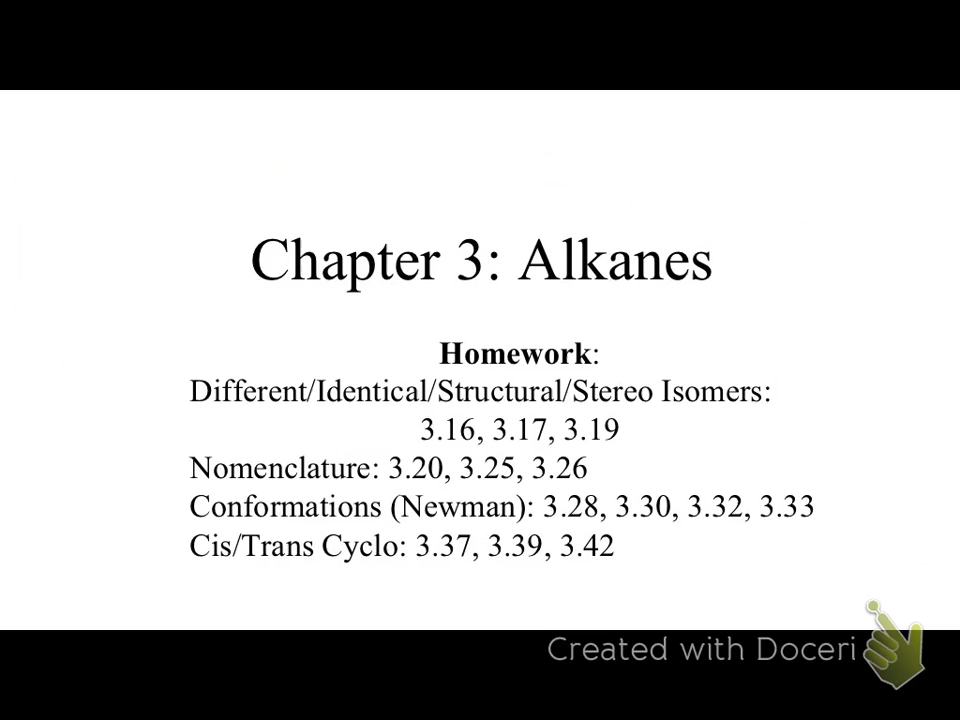 Chapter 3: Alkanes
Homework:
Different/Identical/Structural/Stereo Isomers:
3.16, 3.17, 3.19
Nomenclature: 3.20, 3.25, 3.26
Conformations (Newman): 3.28, 3.30, 3.32, 3.33
Cis/Trans Cyclo: 3.37, 3.39, 3.42
Created with Doceri